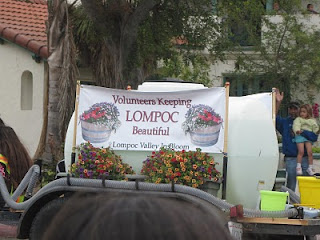 Volunteers Keeping
LOMPOC
Beautiful
Lompoc Valley In Bloom